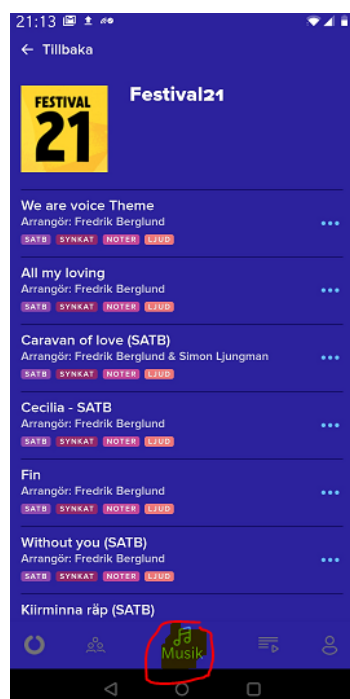 21:13
← Tillbaka
FESTIVAL
21
Festival21
We are voice Theme
Arrangör: Fredrik Berglund
SATB SYNKAT NOTER LJUD
All my loving
Arrangör: Fredrik Berglund
SATB SYNKAT NOTER LJUD
Caravan of love (SATB)
Arrangör: Fredrik Berglund & Simon Ljungman
SATB SYNKAT NOTER LJUD
Cecilia - SATB
Arrangör: Fredrik Berglund
SATB SYNKAT NOTER LJUD
Fin
Arrangör: Fredrik Berglund
SATB SYNKAT NOTER LJUD
Without you (SATB)
Arrangör: Fredrik Berglund
SATB SYNKAT NOTER LJUD
Kiirminna räp (SATB)
Musik